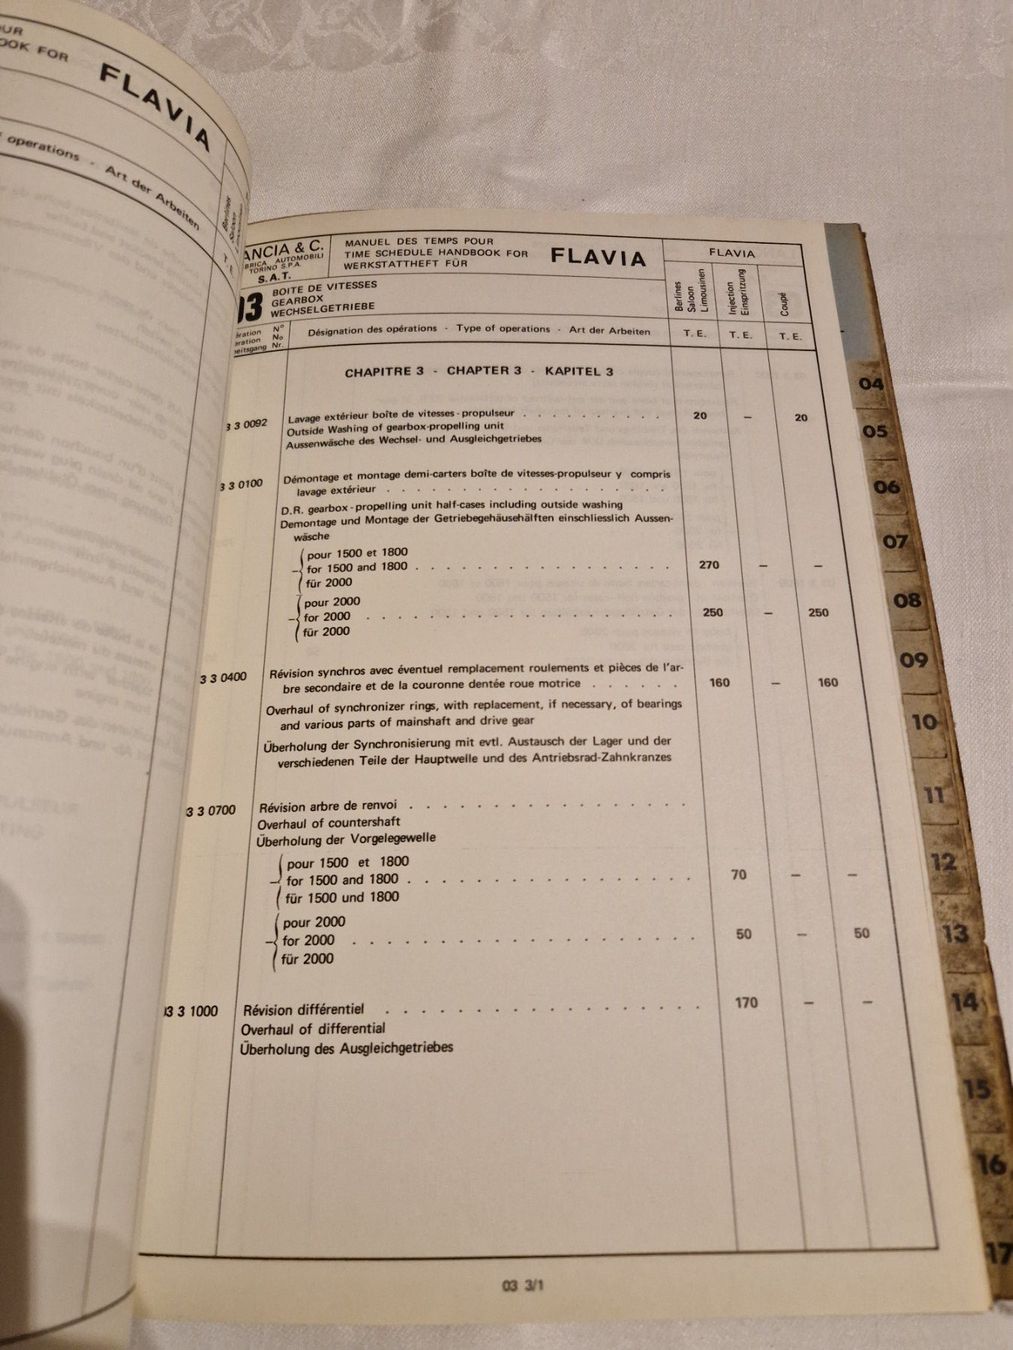 OOK FOR
FLAVIA
operations - Art der Arbeiten
ANCIA & C.
BRICA AUTOMOBILI
TORINO S.P.A.
S.A.T.
MANUEL DES TEMPS POUR
TIME SCHEDULE HANDBOOK FOR
WERKSTATTHEFT FÜR
FLAVIA
FLAVIA
03
BOITE DE VITESSES
GEARBOX
WECHSELGETRIEBE
Berlines
Saloon
Limousinen
Injection
Einspritzung
Coupé
N°
No
Nr.
Désignation des opérations - Type of operations - Art der Arbeiten
T. E.
T. E.
T. E.
CHAPITRE 3 - CHAPTER 3 - KAPITEL 3
3 3 0092 Lavage extérieur boîte de vitesses-propulseur . . . . . . . . . . 20 — 20
Outside Washing of gearbox-propelling unit
Aussenwäsche des Wechsel- und Ausgleichgetriebes
3 3 0100 Démontage et montage demi-carters boîte de vitesses-propulseur y compris
lavage extérieur . . . . . . . . . . . . . . . . . .
D.R. gearbox-propelling unit half-cases including outside washing
Demontage und Montage der Getriebegehäusehälften einschliesslich Aussen-
wäsche
pour 1500 et 1800
for 1500 and 1800 . . . . . . . . . . . . . . . . 270 — —
für 2000
pour 2000
for 2000 . . . . . . . . . . . . . . . . . . . 250 — 250
für 2000
3 3 0400 Révision synchros avec éventuel remplacement roulements et pièces de l'ar-
bre secondaire et de la couronne dentée roue motrice . . . . . . 160 — 160
Overhaul of synchronizer rings, with replacement, if necessary, of bearings
and various parts of mainshaft and drive gear
Überholung der Synchronisierung mit evtl. Austausch der Lager und der
verschiedenen Teile der Hauptwelle und des Antriebsrad-Zahnkranzes
3 3 0700 Révision arbre de renvoi . . . . . . . . . . . . . . . .
Overhaul of countershaft
Überholung der Vorgelegewelle
pour 1500 et 1800
for 1500 and 1800 . . . . . . . . . . . . . . . . 70 — —
für 1500 und 1800
pour 2000
for 2000 . . . . . . . . . . . . . . . . . . . 50 — 50
für 2000
03 3 1000 Révision différentiel . . . . . . . . . . . . . . . . . 170 — —
Overhaul of differential
Überholung des Ausgleichgetriebes
03 3/1
04
05
06
07
08
09
10
11
12
13
14
15
16
17